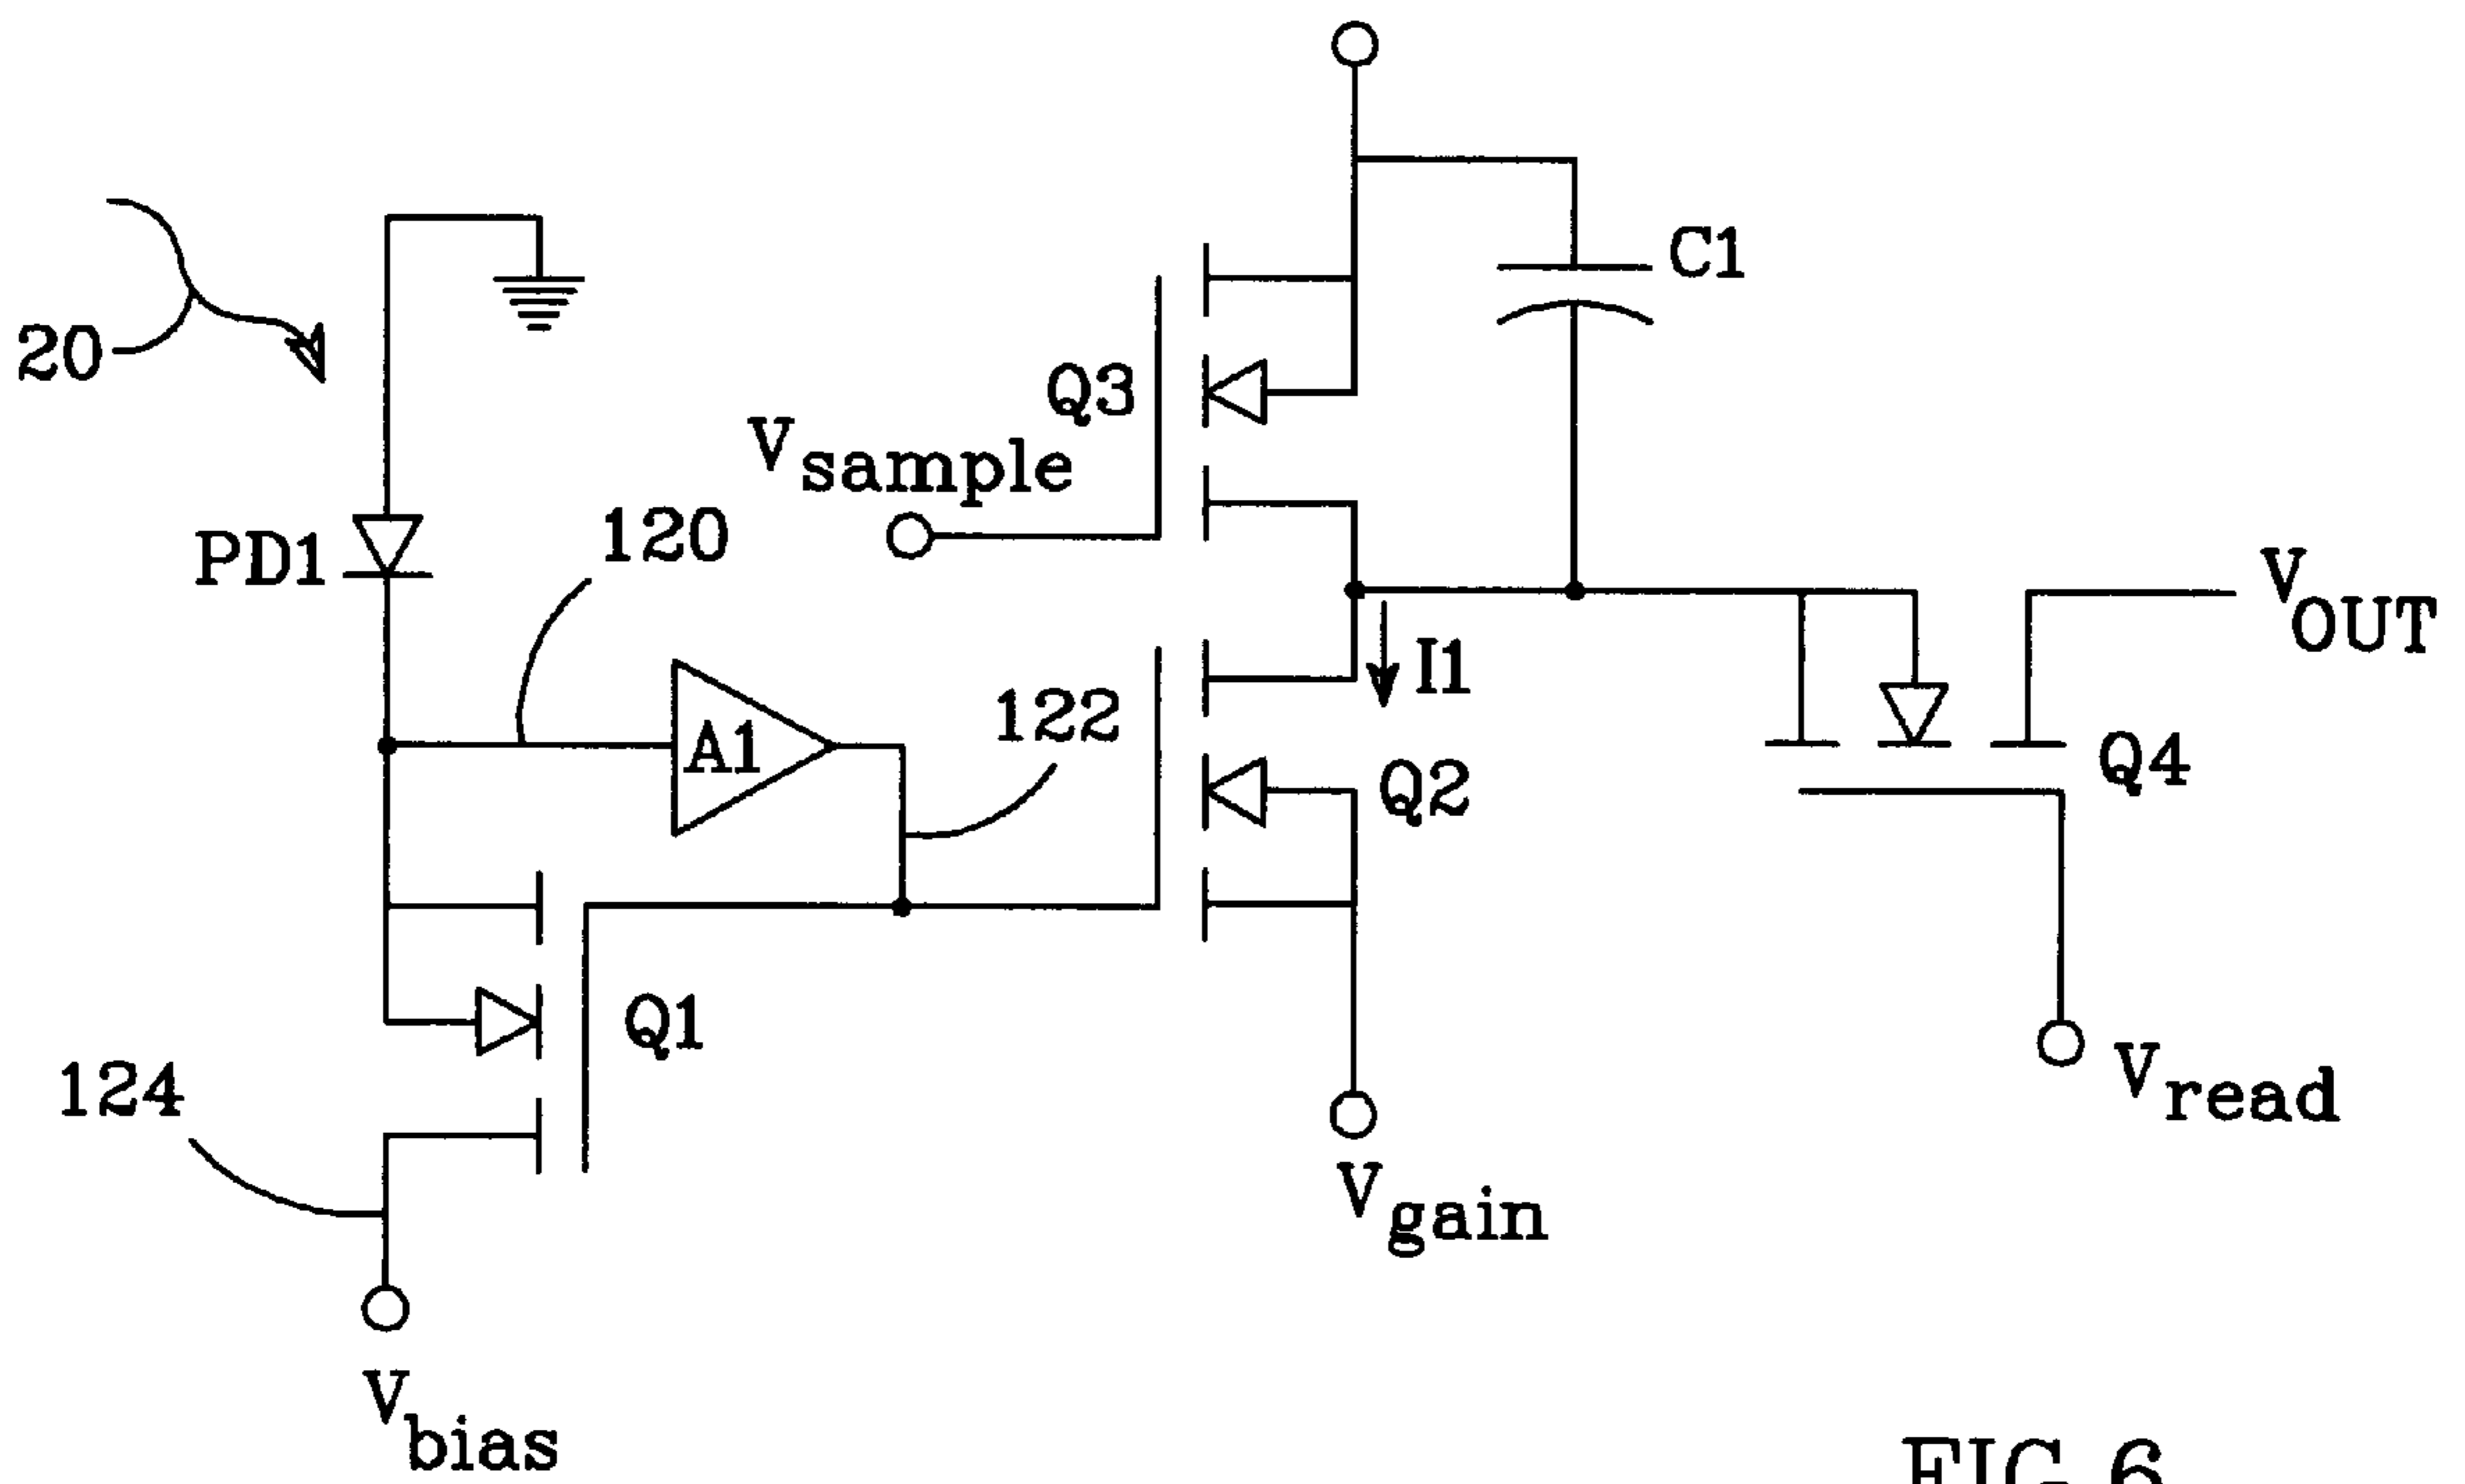 C1
20
Q3
Vsample
120
PD1
VOUT
I1
122
A1
Q2
Q4
Q1
124
Vread
Vgain
Vbias
FIG 6